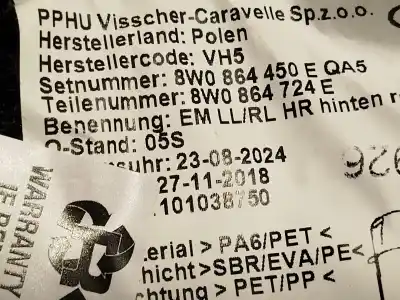 PPHU Visscher-Caravelle Sp.z.o.o.
Herstellerland: Polen
Herstellercode: VH5
Setnummer: 8W0 864 450 E QA5
Teilenummer: 8W0 864 724 E
Benennung: EM LL/RL HR hinten r
Q-Stand: 05S
suhr: 23-08-2024
27-11-2018
.101038750
erial > PA6/PET <
hicht>SBR/EVA/PE<
chtung > PET/PP <
WARRANTY
926